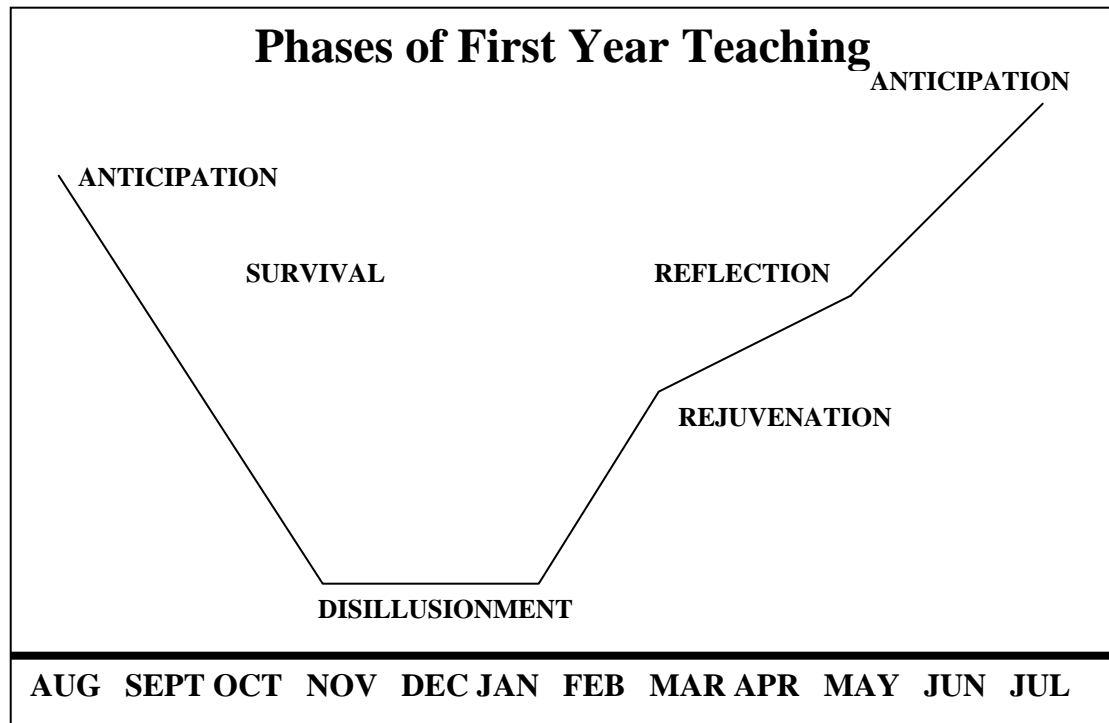 Phases of First Year Teaching
ANTICIPATION
ANTICIPATION
SURVIVAL
REFLECTION
REJUVENATION
DISILLUSIONMENT
AUG SEPT OCT NOV DEC JAN FEB MAR APR MAY JUN JUL